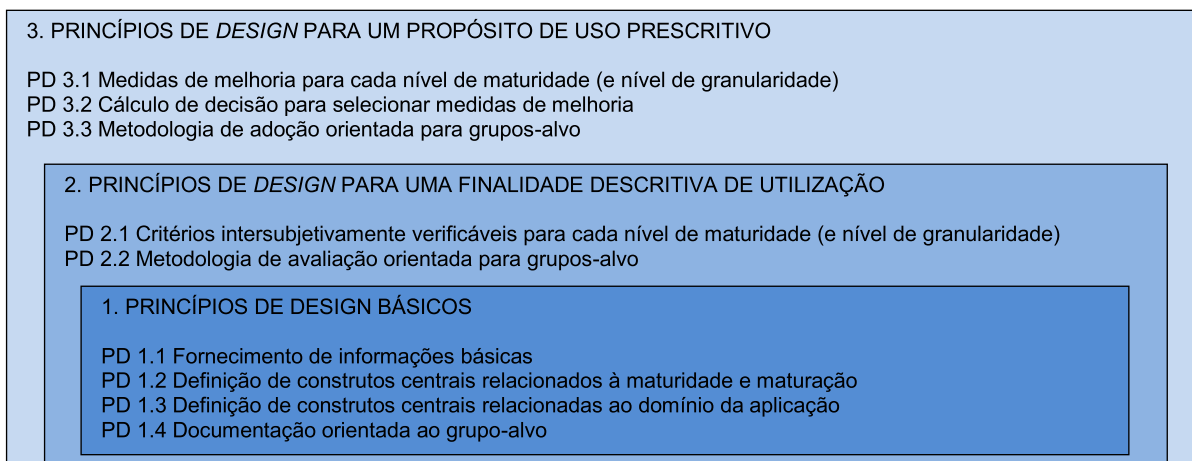 3. PRINCÍPIOS DE DESIGN PARA UM PROPÓSITO DE USO PRESCRITIVO
PD 3.1 Medidas de melhoria para cada nível de maturidade (e nível de granularidade)
PD 3.2 Cálculo de decisão para selecionar medidas de melhoria
PD 3.3 Metodologia de adoção orientada para grupos-alvo
2. PRINCÍPIOS DE DESIGN PARA UMA FINALIDADE DESCRITIVA DE UTILIZAÇÃO
PD 2.1 Critérios intersubjetivamente verificáveis para cada nível de maturidade (e nível de granularidade)
PD 2.2 Metodologia de avaliação orientada para grupos-alvo
1. PRINCÍPIOS DE DESIGN BÁSICOS
PD 1.1 Fornecimento de informações básicas
PD 1.2 Definição de construtos centrais relacionados à maturidade e maturação
PD 1.3 Definição de construtos centrais relacionadas ao domínio da aplicação
PD 1.4 Documentação orientada ao grupo-alvo